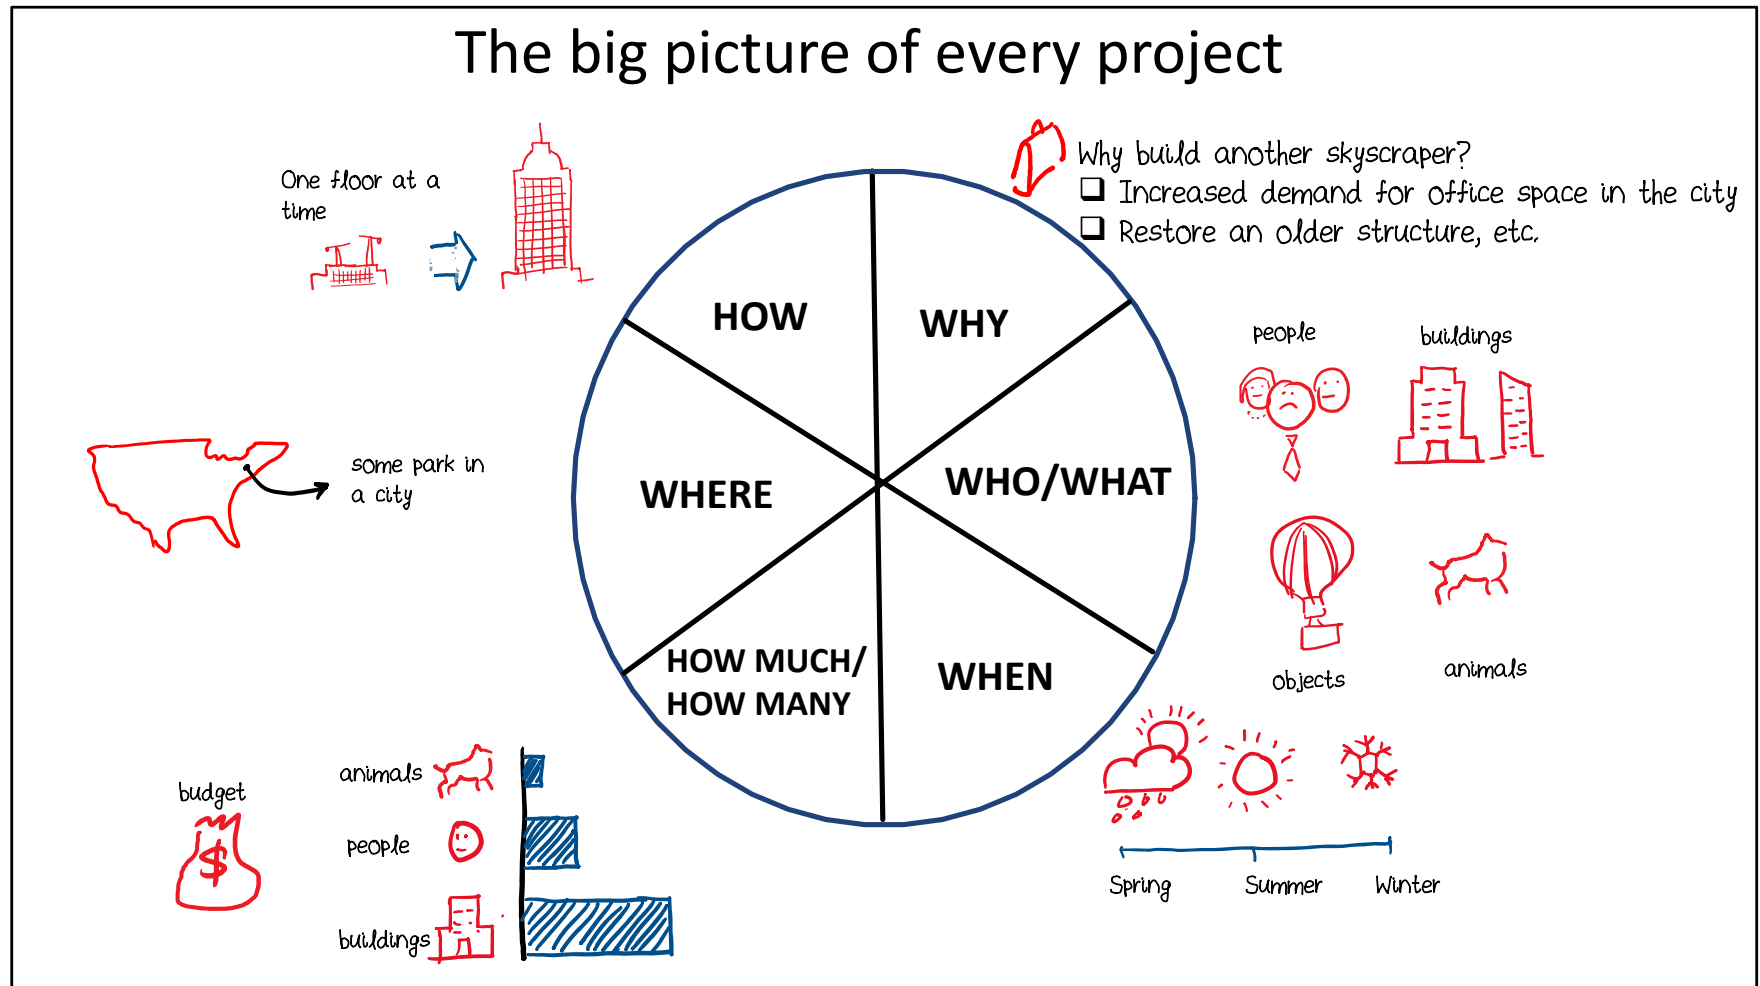 The big picture of every project
One floor at a
time
Why build another skyscraper?
Increased demand for office space in the city
Restore an older structure, etc.
HOW
WHY
people
buildings
some park in
a city
WHERE
WHO/WHAT
objects
animals
HOW MUCH/
HOW MANY
WHEN
budget
$
animals
people
buildings
Spring
Summer
Winter